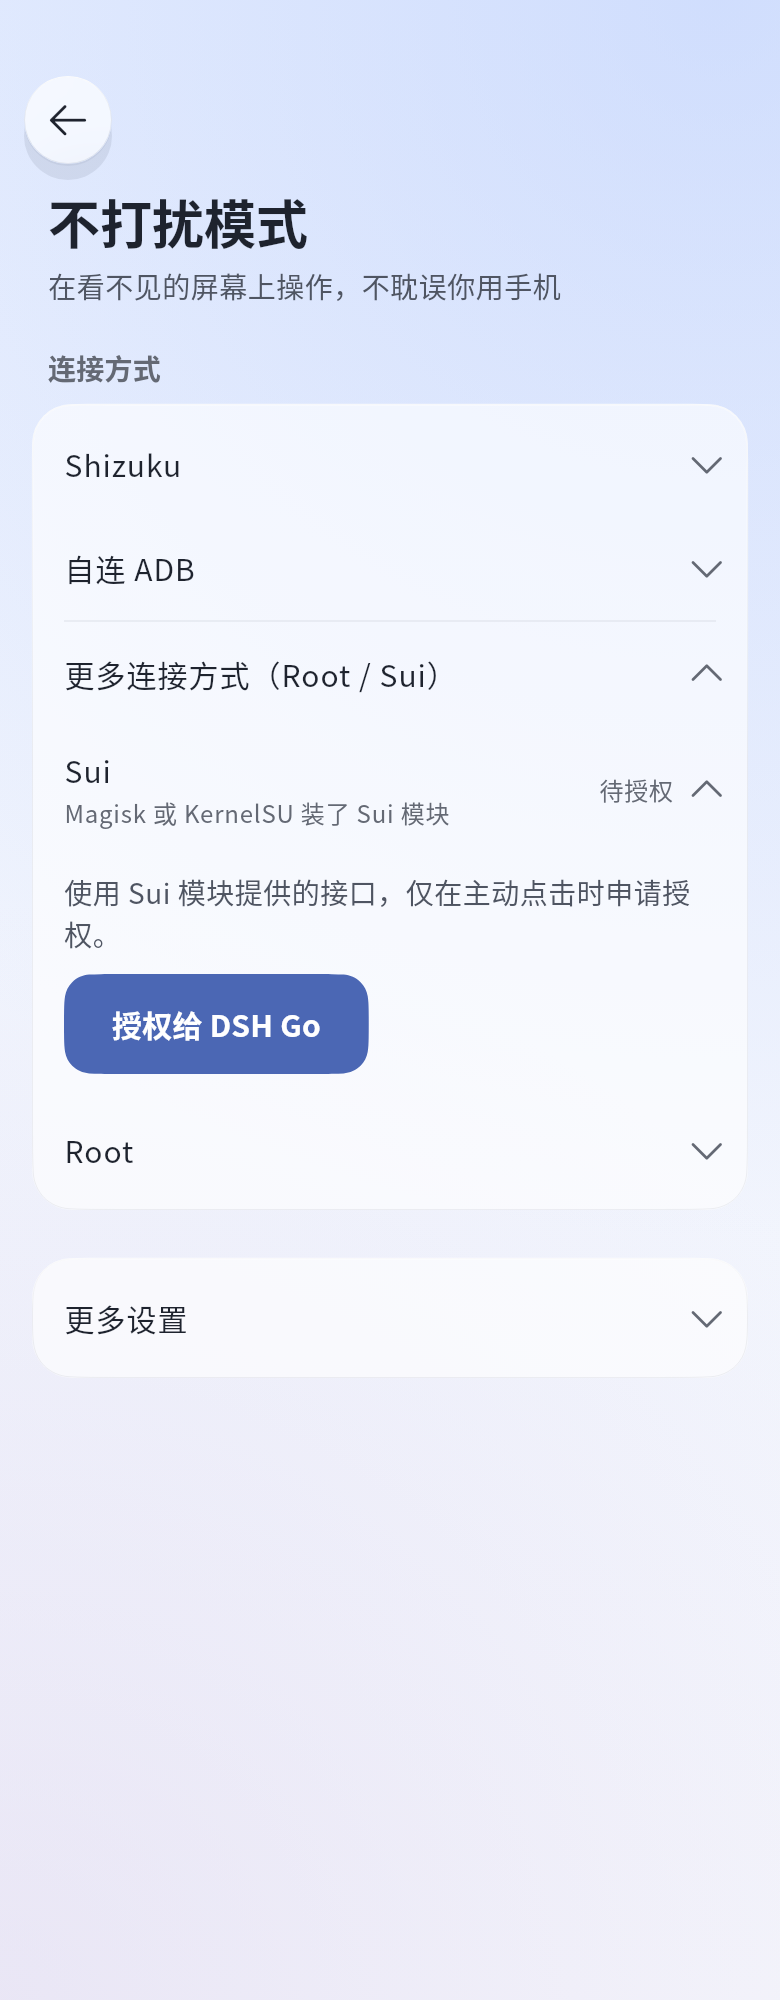 不打扰模式
在看不见的屏幕上操作，不耽误你用手机
连接方式
Shizuku
自连 ADB
更多连接方式（Root / Sui）
Sui
Magisk 或 KernelSU 装了 Sui 模块
待授权
使用 Sui 模块提供的接口，仅在主动点击时申请授
权。
授权给 DSH Go
Root
更多设置